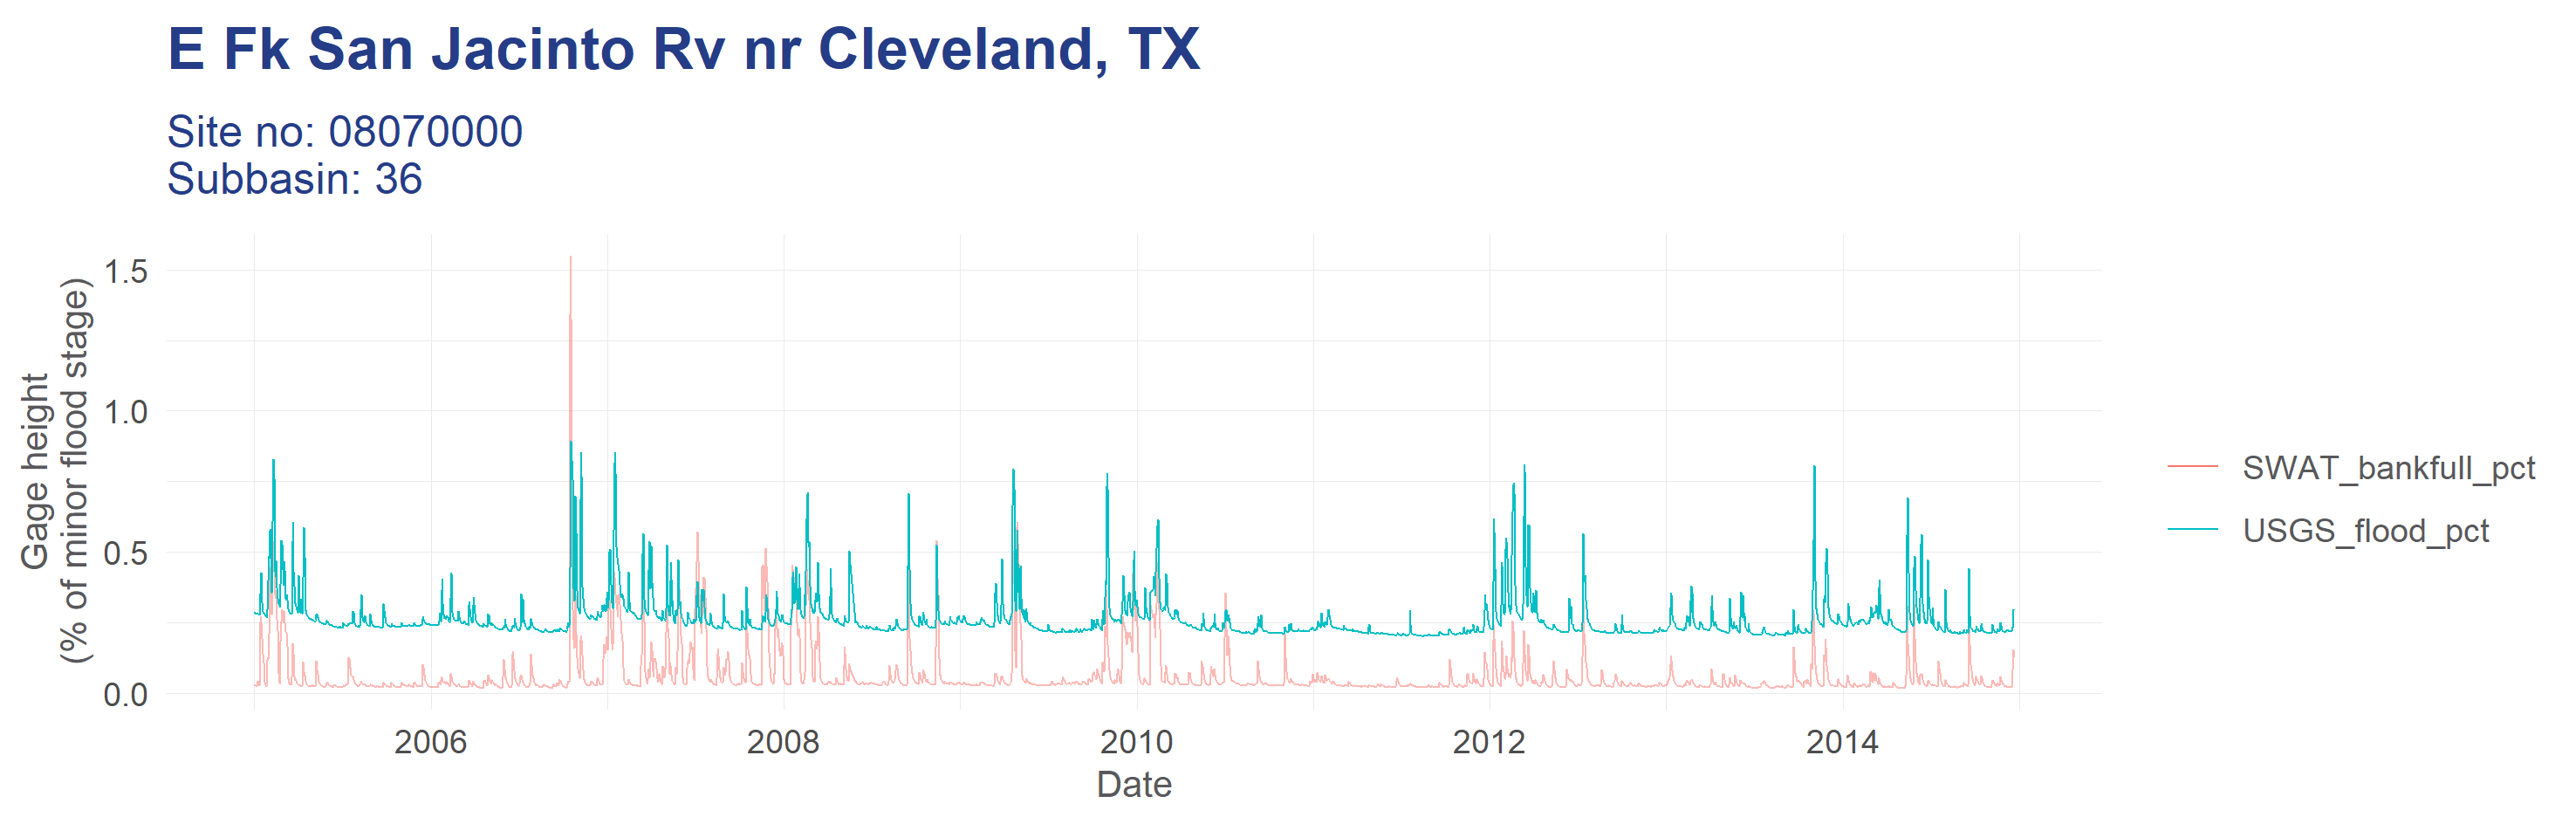 E Fk San Jacinto Rv nr Cleveland, TX
Site no: 08070000
Subbasin: 36
Gage height
(% of minor flood stage)
1.5
1.0
0.5
0.0
2006
2008
2010
2012
2014
Date
SWAT_bankfull_pct
USGS_flood_pct